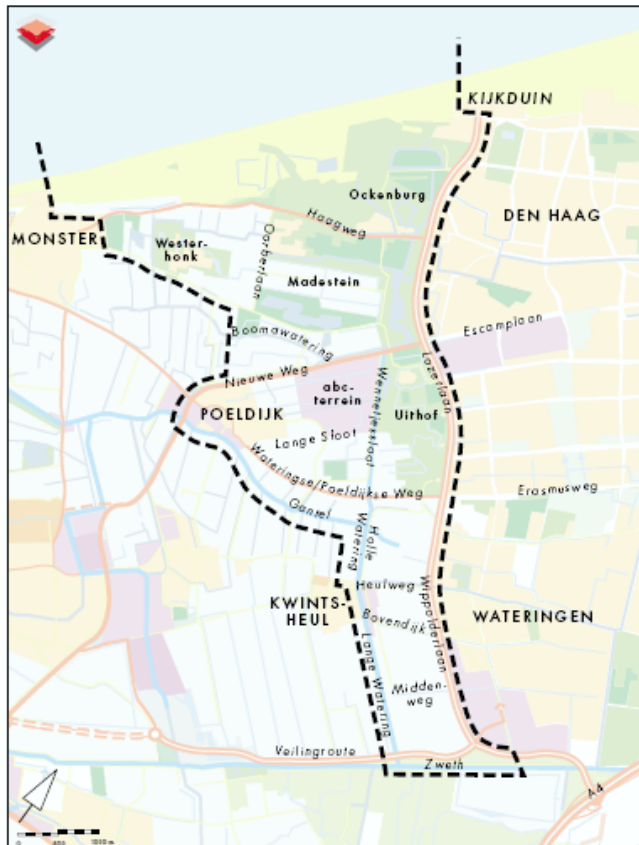 KIJKDUIN
Ockenburg
DEN HAAG
Haagweg
MONSTER
Wester-
honk
Oorberlaan
Madestein
Escamplaan
Boomawatering
Lozerlaan
Nieuwe Weg
abc-
terrein
Wennetjessloot
Uithof
POELDIJK
Lange Sloot
Wateringse/Poeldijkse Weg
Erasmusweg
Gantel
Holle
Watering
Heulweg
KWINTS-
HEUL
Bovendijk
Wippolderlaan
WATERINGEN
Lange Watering
Midden-
weg
Veilingroute
Zweth
A4
0
1000m